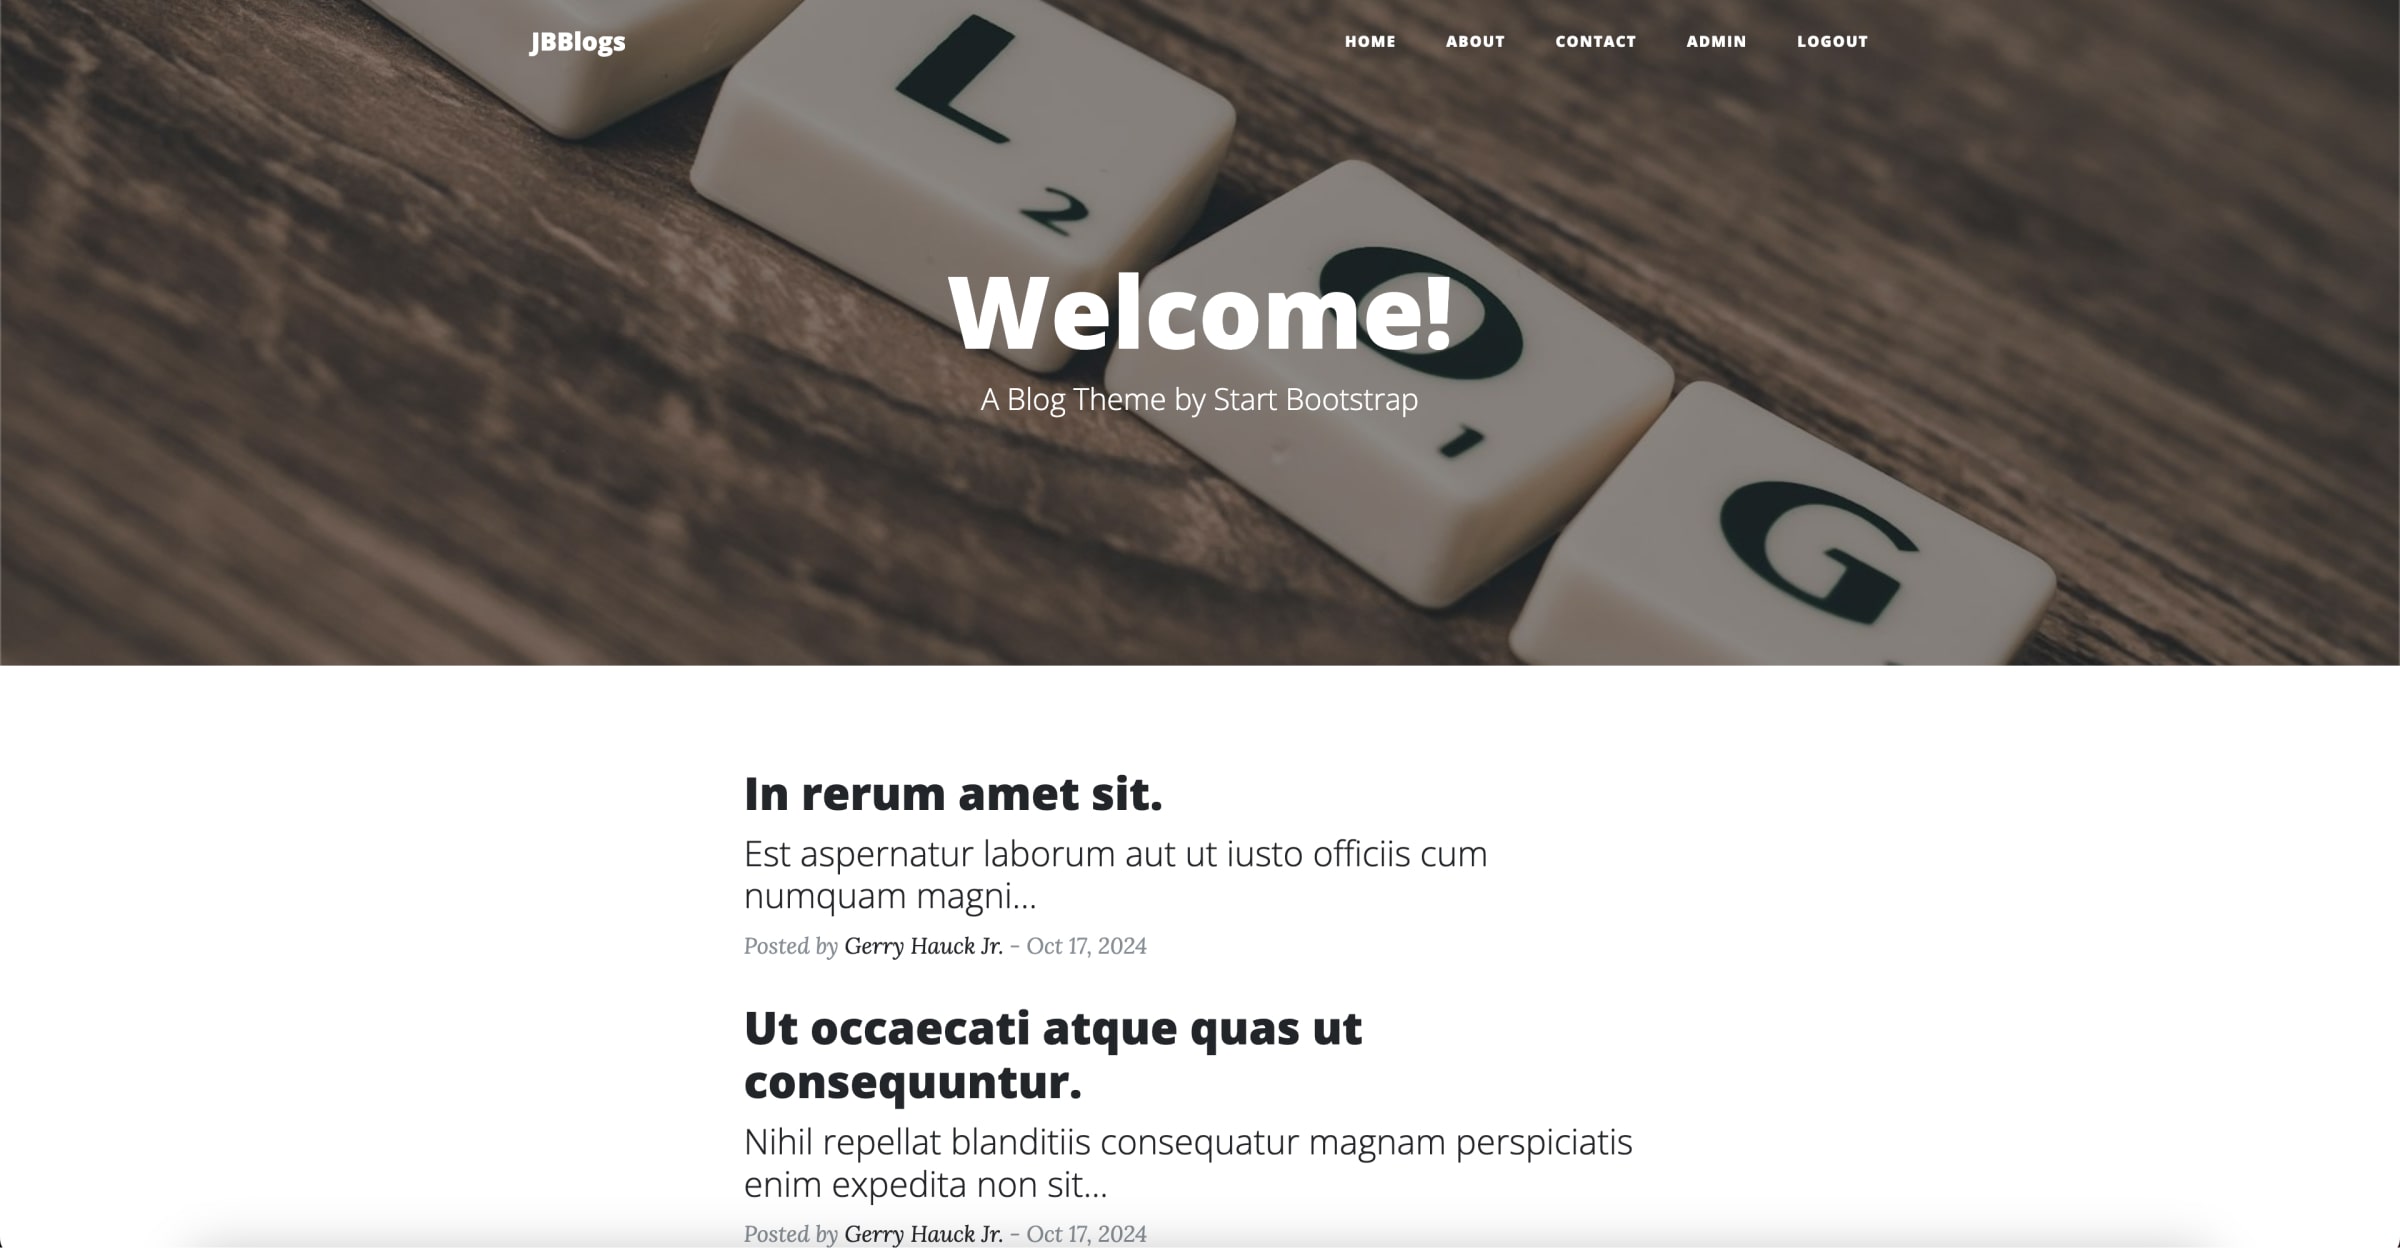 JBBlogs
HOME ABOUT CONTACT ADMIN LOGOUT
L
2
O
1
G
Welcome!
A Blog Theme by Start Bootstrap
In rerum amet sit.
Est aspernatur laborum aut ut iusto officiis cum
numquam magni...
Posted by Gerry Hauck Jr. - Oct 17, 2024
Ut occaecati atque quas ut
consequuntur.
Nihil repellat blanditiis consequatur magnam perspiciatis
enim expedita non sit...
Posted by Gerry Hauck Jr. - Oct 17, 2024